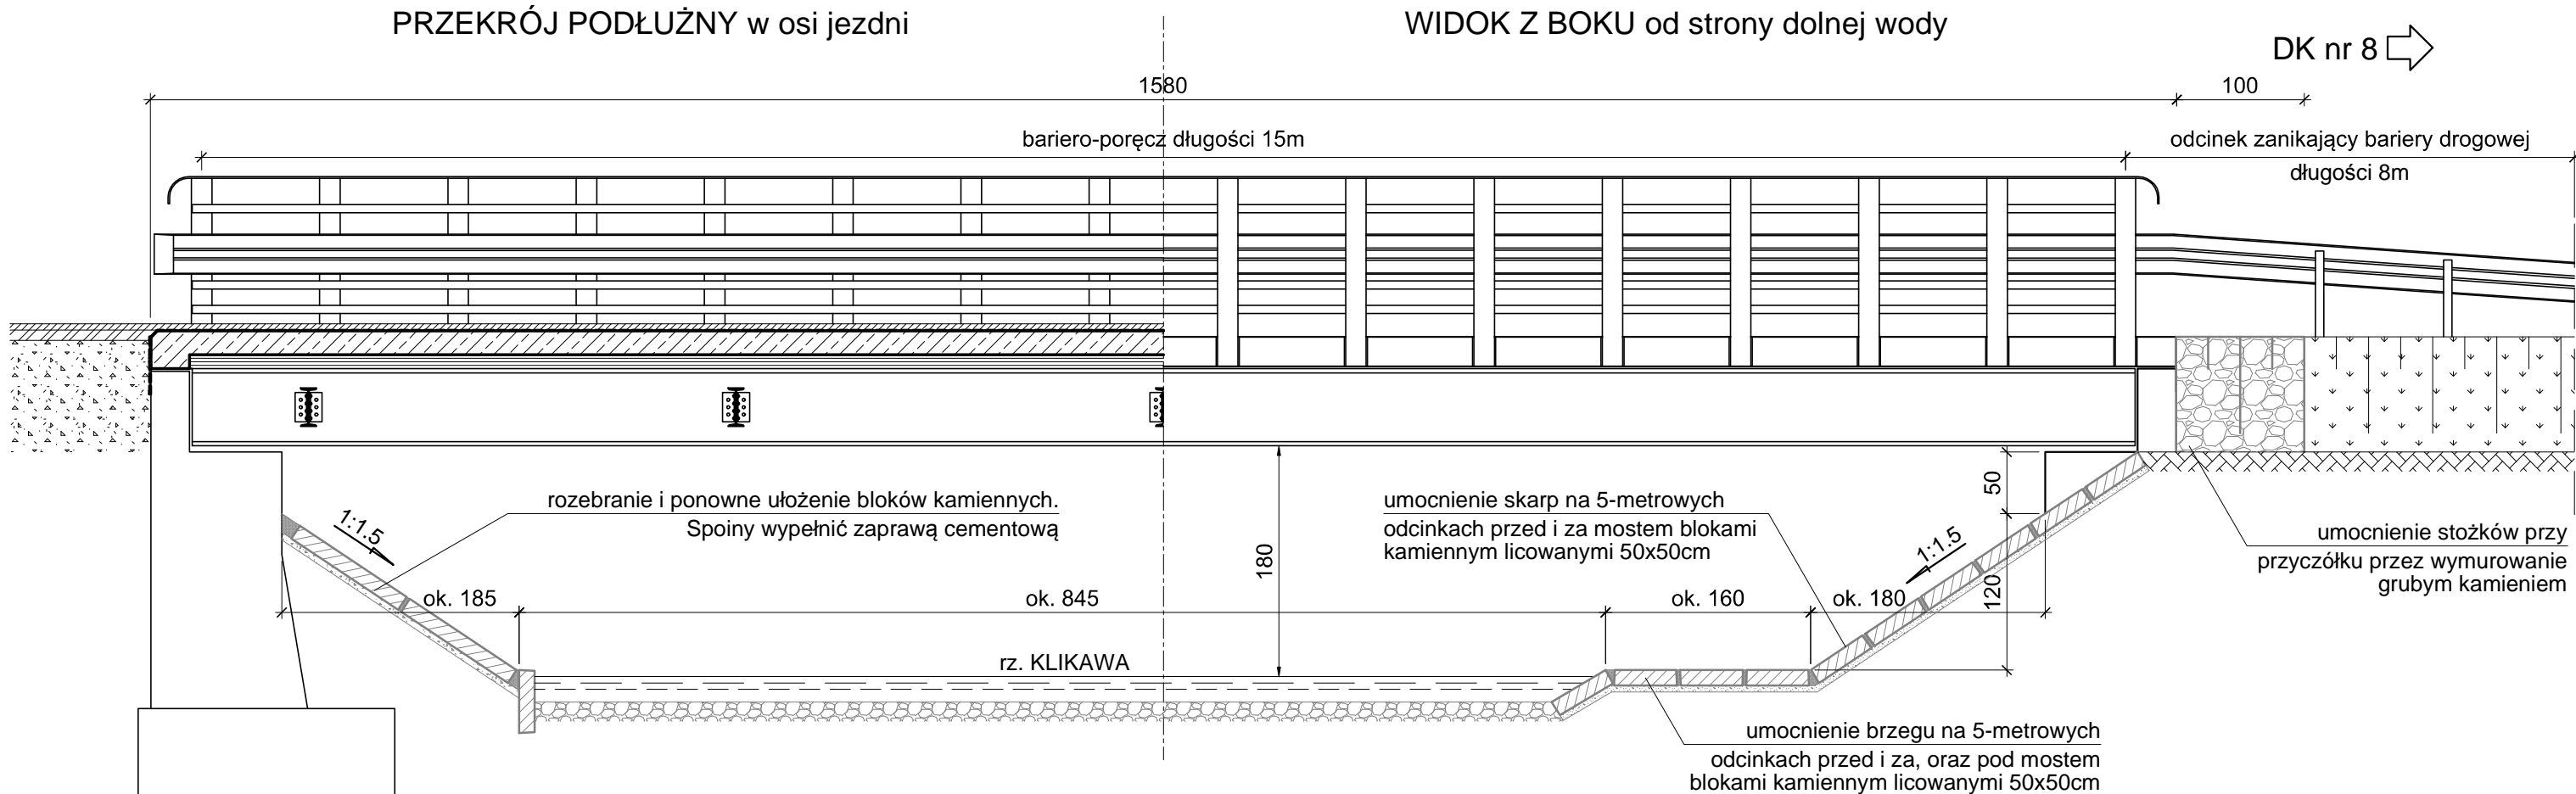 PRZEKRÓJ PODŁUŻNY w osi jezdni
WIDOK Z BOKU od strony dolnej wody
DK nr 8
1580
100
bariero-poręcz długości 15m
odcinek zanikający bariery drogowej
długości 8m
rozebranie i ponowne ułożenie bloków kamiennych.
Spoiny wypełnić zaprawą cementową
1:1.5
umocnienie skarp na 5-metrowych
odcinkach przed i za mostem blokami
kamiennym licowanymi 50x50cm
180
50
120
1:1.5
umocnienie stożków przy
przyczółku przez wymurowanie
grubym kamieniem
ok. 185
ok. 845
ok. 160
ok. 180
rz. KLIKAWA
umocnienie brzegu na 5-metrowych
odcinkach przed i za, oraz pod mostem
blokami kamiennym licowanymi 50x50cm